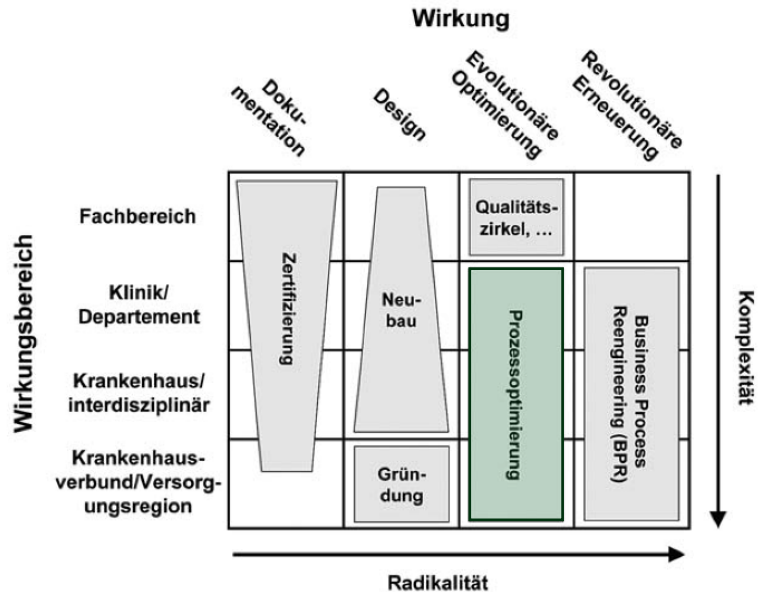 Wirkung
Doku-
mentation
Design
Evolutionäre
Optimierung
Revolutionäre
Erneuerung
Wirkungsbereich
Fachbereich
Klinik/
Departement
Krankenhaus/
interdisziplinär
Krankenhaus-
verbund/Versorg-
ungsregion
Zertifizierung
Neu-
bau
Grün-
dung
Qualitäts-
zirkel, ...
Prozessoptimierung
Business Process
Reengineering (BPR)
Komplexität
Radikalität